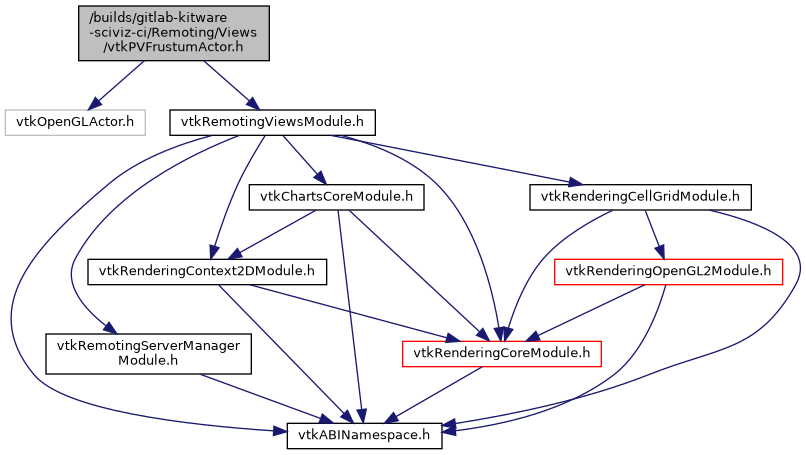 /builds/gitlab-kitware
-sciviz-ci/Remoting/Views
/vtkPVFrustumActor.h
vtkOpenGLActor.h
vtkRemotingViewsModule.h
vtkChartsCoreModule.h
vtkRenderingCellGridModule.h
vtkRenderingContext2DModule.h
vtkRenderingOpenGL2Module.h
vtkRemotingServerManager
Module.h
vtkRenderingCoreModule.h
vtkABINamespace.h